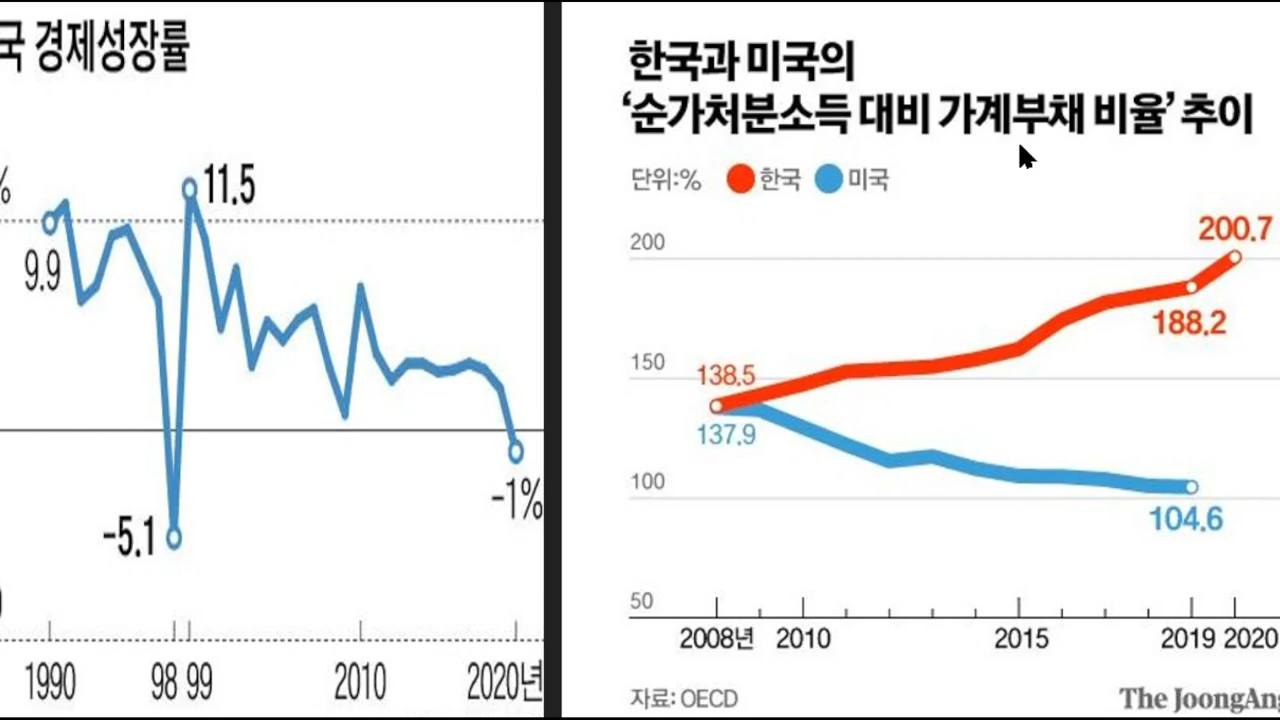 국 경제성장률
%
11.5
9.9
-5.1
-1%
1990 98 99 2010 2020년
한국과 미국의
‘순가처분소득 대비 가계부채 비율’ 추이
단위:% 한국 미국
200.7
200
188.2
150
138.5
137.9
100
104.6
50
2008년 2010 2015 2019 2020
자료: OECD
The JoongAng